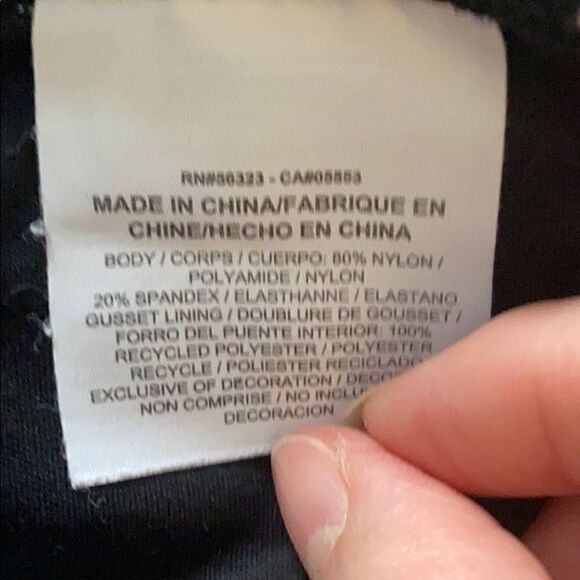 RN#56323 - CA#05553
MADE IN CHINA/FABRIQUE EN
CHINE/HECHO EN CHINA
BODY / CORPS / CUERPO: 80% NYLON /
POLYAMIDE / NYLON
20% SPANDEX / ELASTHANNE / ELASTANO
GUSSET LINING / DOUBLURE DE GOUSSET /
FORRO DEL PUENTE INTERIOR: 100%
RECYCLED POLYESTER / POLYESTER
RECYCLE / POLIESTER RECICLADO
EXCLUSIVE OF DECORATION /
NON COMPRISE / NO
DECORACION